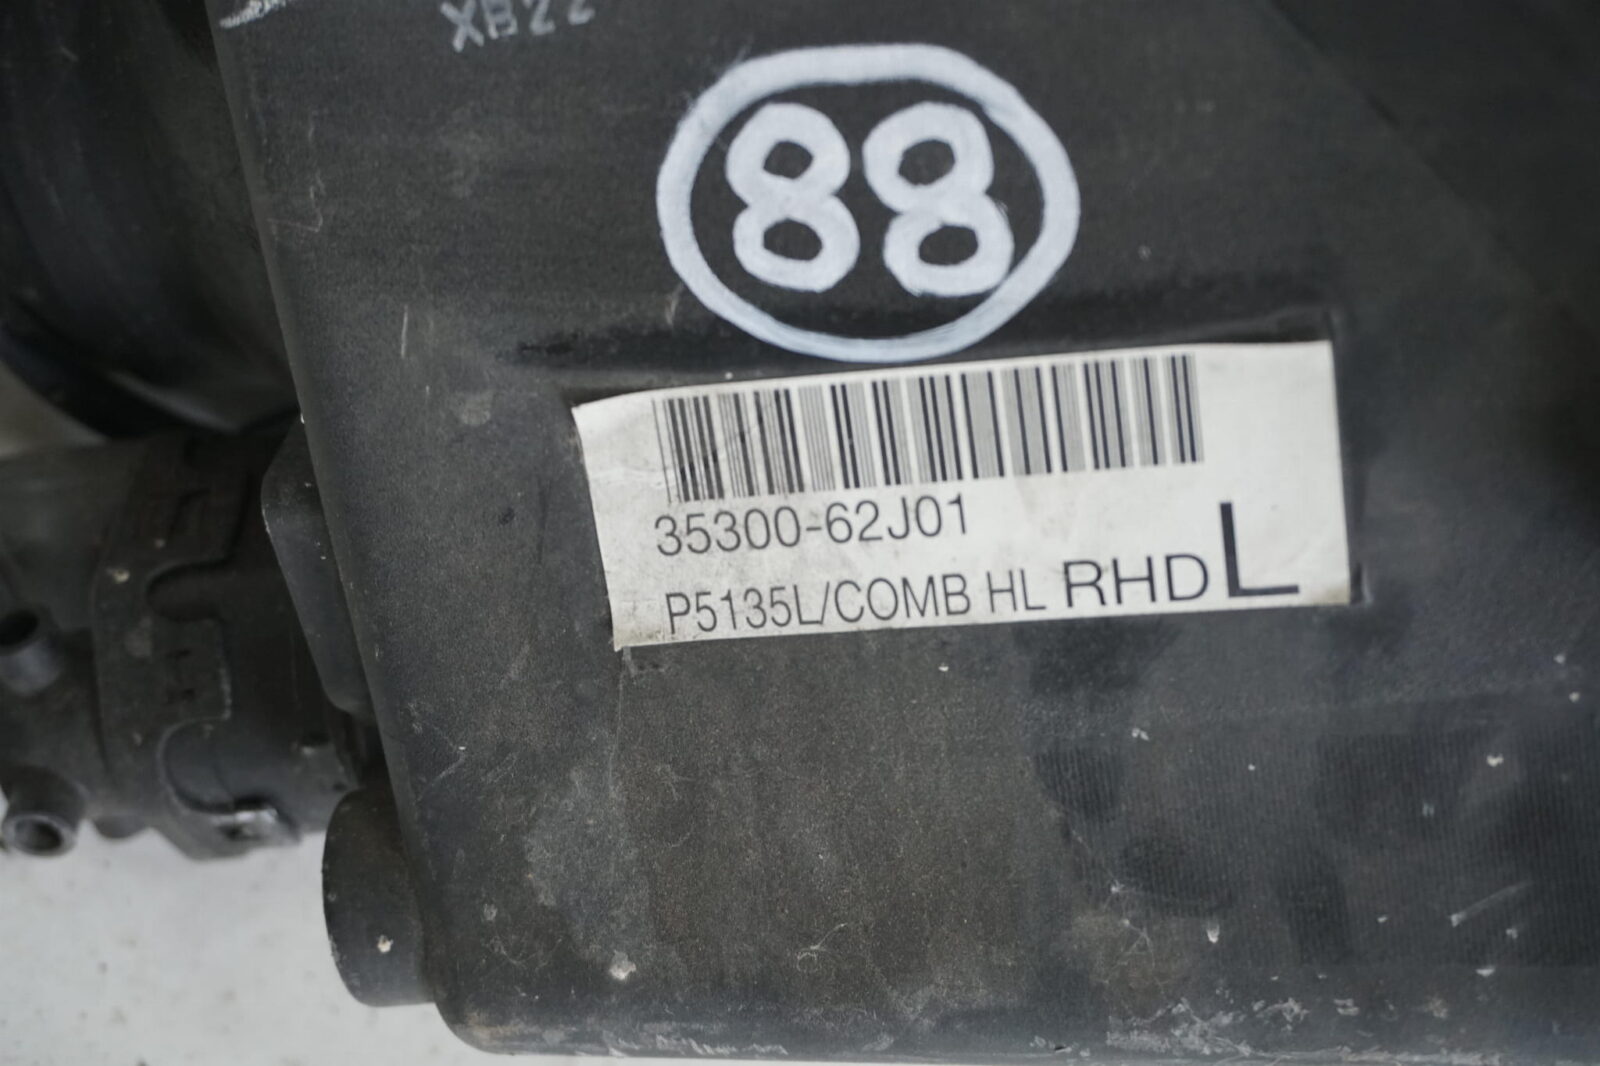 XB22
88
35300-62J01
P5135L/COMB HL RHD L